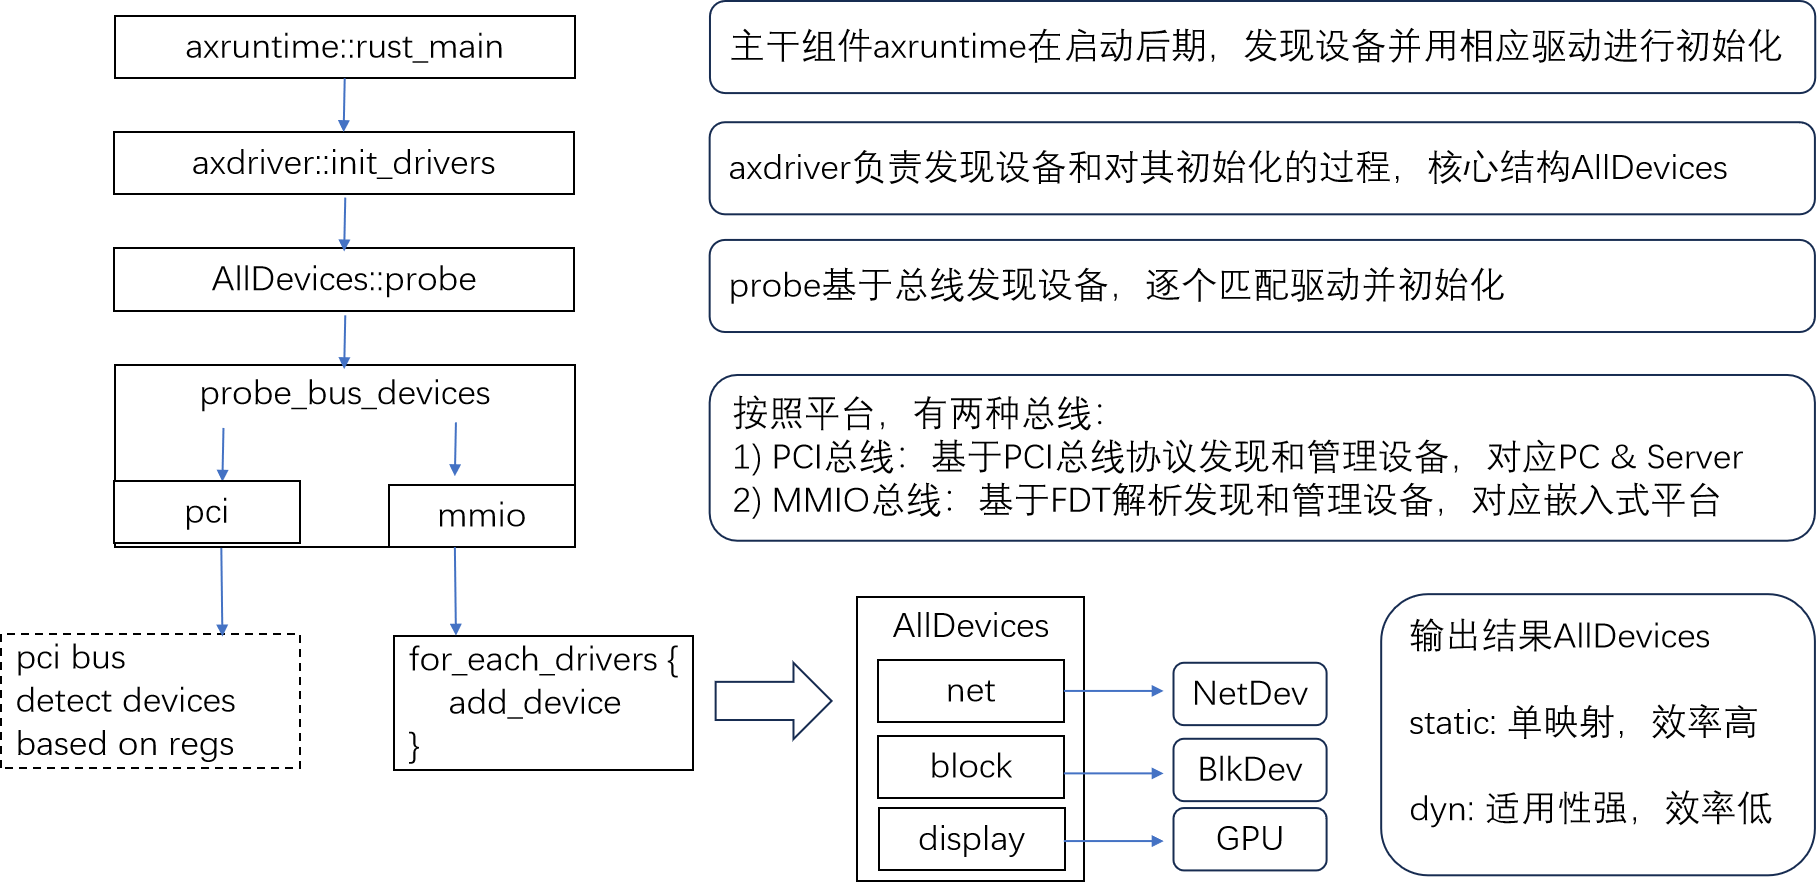 axruntime::rust_main
主干组件axruntime在启动后期，发现设备并用相应驱动进行初始化
axdriver::init_drivers
axdriver负责发现设备和对其初始化的过程，核心结构AllDevices
AllDevices::probe
probe基于总线发现设备，逐个匹配驱动并初始化
probe_bus_devices
pci
mmio
按照平台，有两种总线：
1) PCI总线：基于PCI总线协议发现和管理设备，对应PC & Server
2) MMIO总线：基于FDT解析发现和管理设备，对应嵌入式平台
pci bus
detect devices
based on regs
for_each_drivers {
add_device
}
AllDevices
net
block
display
NetDev
BlkDev
GPU
输出结果AllDevices
static: 单映射，效率高
dyn: 适用性强，效率低